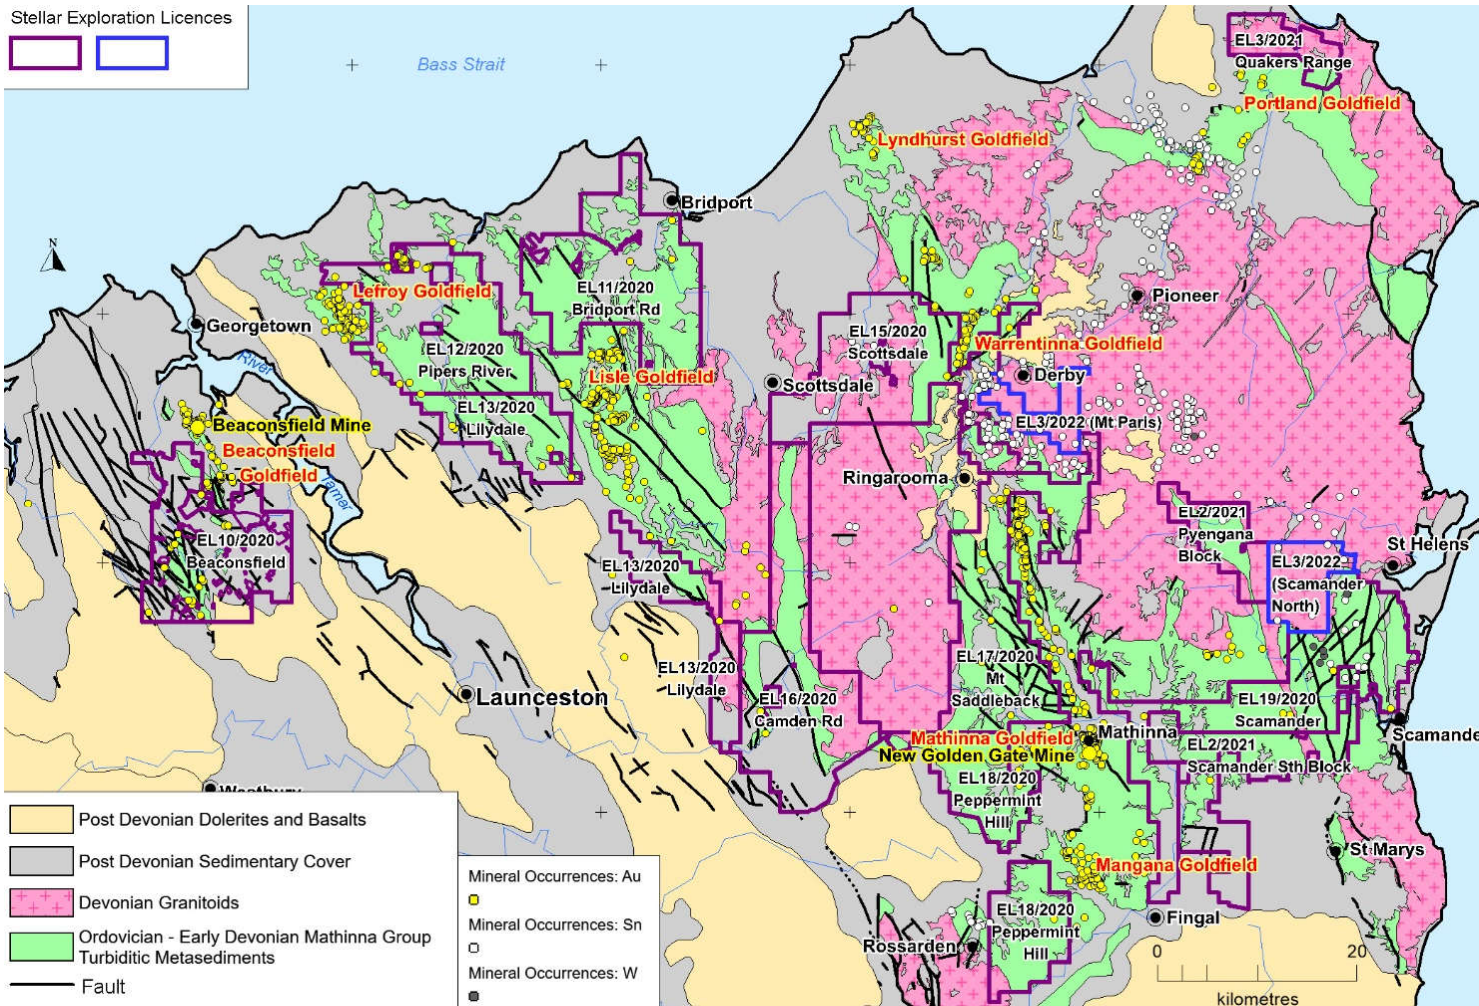 Stellar Exploration Licences
Bass Strait
EL3/2021
Quakers Range
Portland Goldfield
Lyndhurst Goldfield
Bridport
N
Lefroy Goldfield
EL11/2020
Bridport Rd
Pioneer
Georgetown
EL15/2020
Scottsdale
Warrentinna Goldfield
EL12/2020
Pipers River
River
Lisle Goldfield
Scottsdale
Derby
EL13/2020
Lilydale
EL3/2022 (Mt Paris)
Beaconsfield Mine
Beaconsfield
Goldfield
Tamar
Ringarooma
EL2/2021
Pyengana
Block
EL10/2020
Beaconsfield
St Helens
EL13/2020
Lilydale
EL3/2022
(Scamander
North)
EL13/2020
Lilydale
EL17/2020
Mt
Saddleback
Launceston
EL16/2020
Camden Rd
EL19/2020
Scamander
Mathinna Goldfield
Mathinna
Scamande
New Golden Gate Mine
EL2/2021
Scamander Sth Block
EL18/2020
Peppermint
Hill
Westbury
St Marys
Mangana Goldfield
EL18/2020
Peppermint
Hill
Fingal
Rossarden
Post Devonian Dolerites and Basalts
Post Devonian Sedimentary Cover
Devonian Granitoids
Ordovician - Early Devonian Mathinna Group
Turbiditic Metasediments
Fault
Mineral Occurrences: Au
Mineral Occurrences: Sn
Mineral Occurrences: W
0 20
kilometres